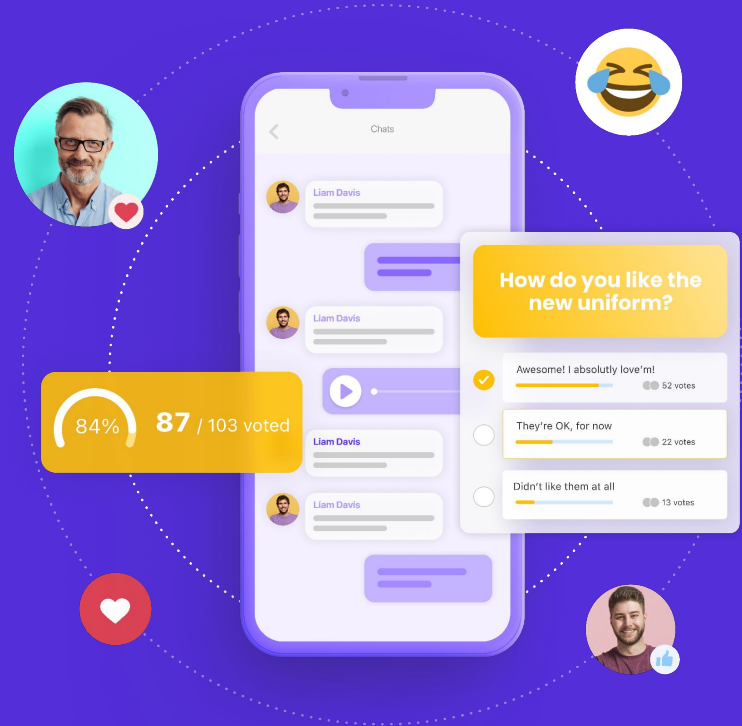 Chats
Liam Davis
Liam Davis
Liam Davis
Liam Davis
84%
87 / 103 voted
How do you like the
new uniform?
Awesome! I absolutly love'm!
52 votes
They're OK, for now
22 votes
Didn't like them at all
13 votes